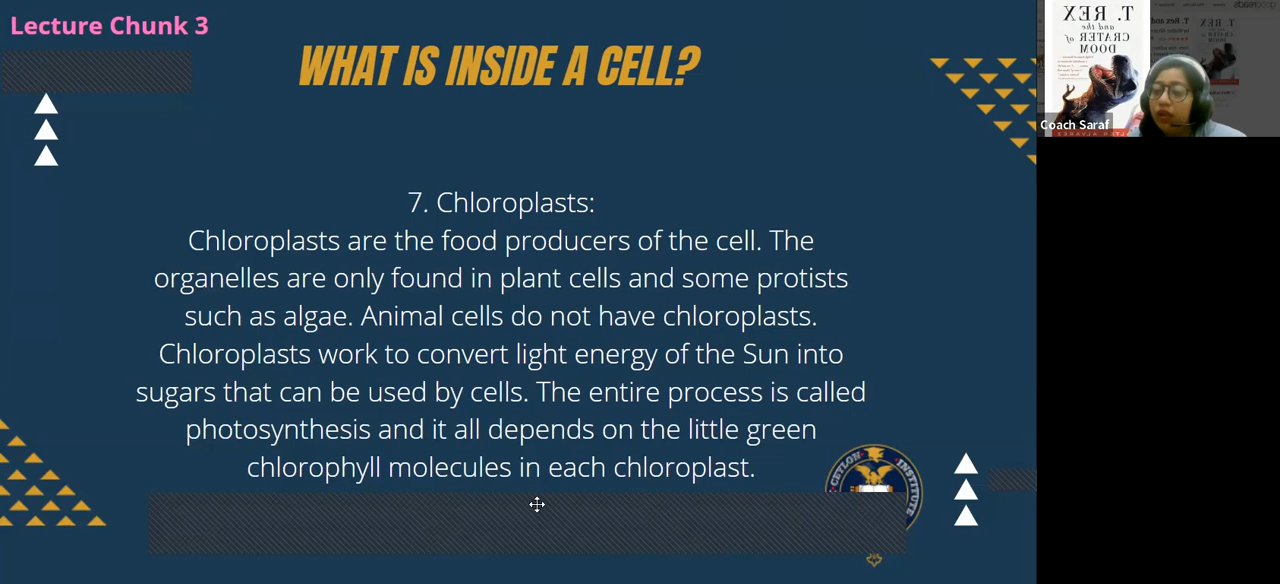 Lecture Chunk 3
WHAT IS INSIDE A CELL?
7. Chloroplasts:
Chloroplasts are the food producers of the cell. The
organelles are only found in plant cells and some protists
such as algae. Animal cells do not have chloroplasts.
Chloroplasts work to convert light energy of the Sun into
sugars that can be used by cells. The entire process is called
photosynthesis and it all depends on the little green
chlorophyll molecules in each chloroplast.
CEYLON
INSTITUTE
T. REX
and the
CRATER of
DOOM
Coach Saraf
goodreads
T. REX